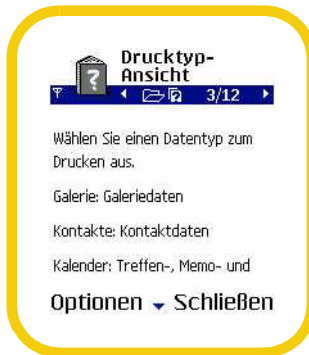 Drucktyp-
Ansicht
3/12
Wählen Sie einen Datentyp zum
Drucken aus.
Galerie: Galeriedaten
Kontakte: Kontaktdaten
Kalender: Treffen-, Memo- und
Optionen Schließen